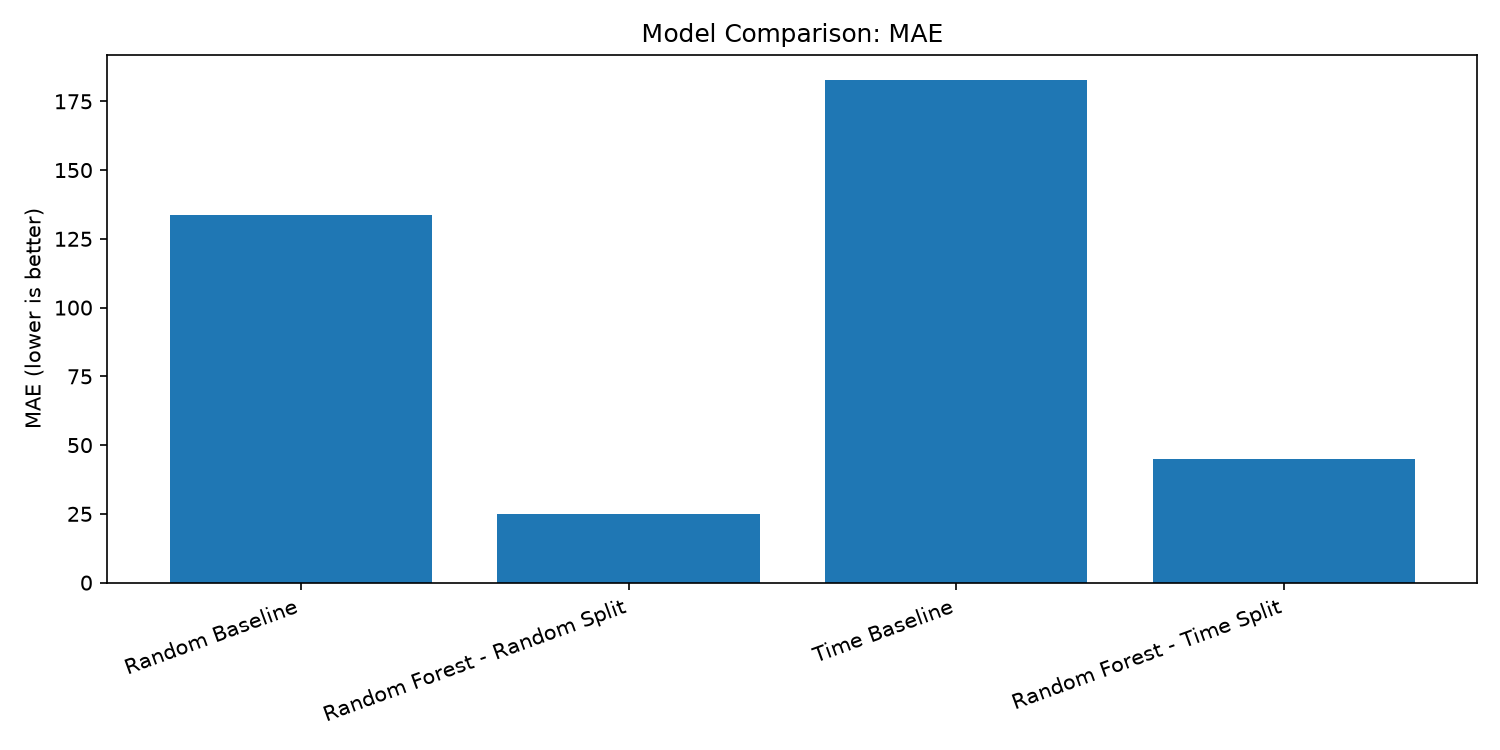 Model Comparison: MAE
MAE (lower is better)
175
150
125
100
75
50
25
0
Random Baseline
Random Forest - Random Split
Time Baseline
Random Forest - Time Split